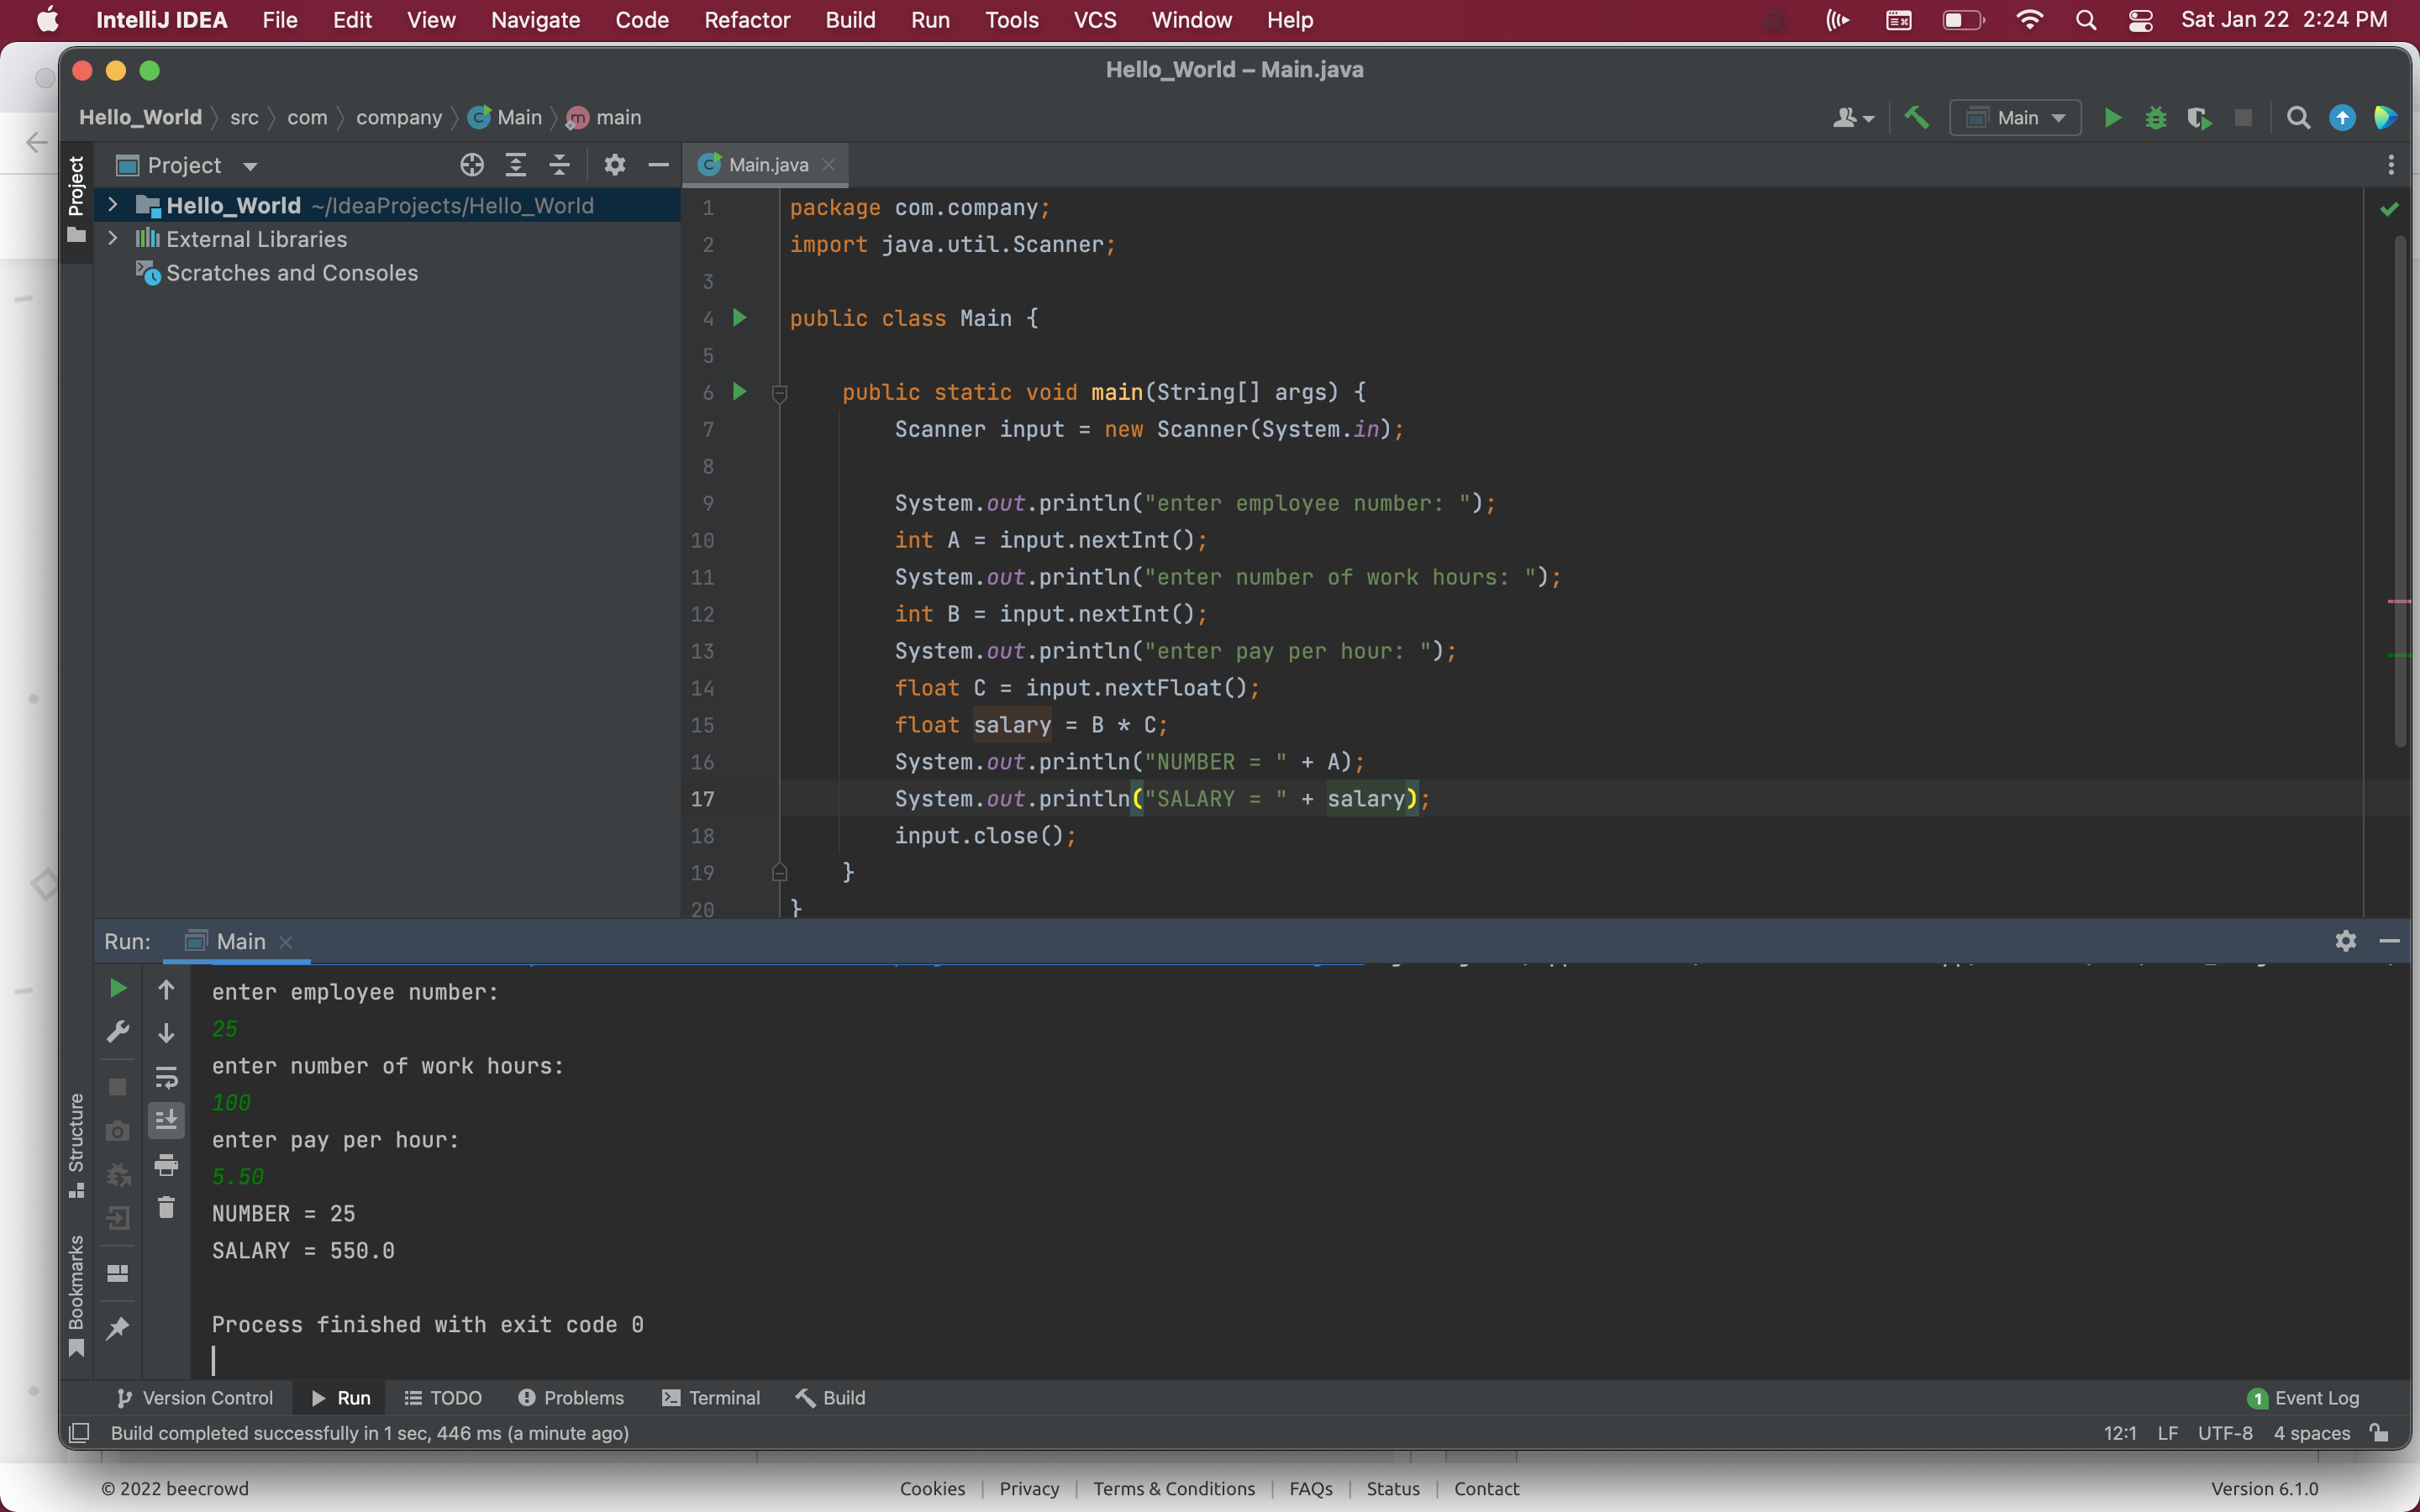 IntelliJ IDEA File Edit View Navigate Code Refactor Build Run Tools VCS Window Help Sat Jan 22 2:24 PM
Hello_World – Main.java
Hello_World src com company Main main
Main
Project
Project
Main.java
Hello_World ~/IdeaProjects/Hello_World
External Libraries
Scratches and Consoles
1 package com.company;
2 import java.util.Scanner;
3
4 public class Main {
5
6 public static void main(String[] args) {
7 Scanner input = new Scanner(System.in);
8
9 System.out.println("enter employee number: ");
10 int A = input.nextInt();
11 System.out.println("enter number of work hours: ");
12 int B = input.nextInt();
13 System.out.println("enter pay per hour: ");
14 float C = input.nextFloat();
15 float salary = B * C;
16 System.out.println("NUMBER = " + A);
17 System.out.println("SALARY = " + salary);
18 input.close();
19 }
20 }
Run: Main
enter employee number:
25
enter number of work hours:
100
enter pay per hour:
5.50
NUMBER = 25
SALARY = 550.0
Process finished with exit code 0
Structure
Bookmarks
Version Control Run TODO Problems Terminal Build 1 Event Log
Build completed successfully in 1 sec, 446 ms (a minute ago) 12:1 LF UTF-8 4 spaces
© 2022 beecrowd Cookies | Privacy | Terms & Conditions | FAQs | Status | Contact Version 6.1.0